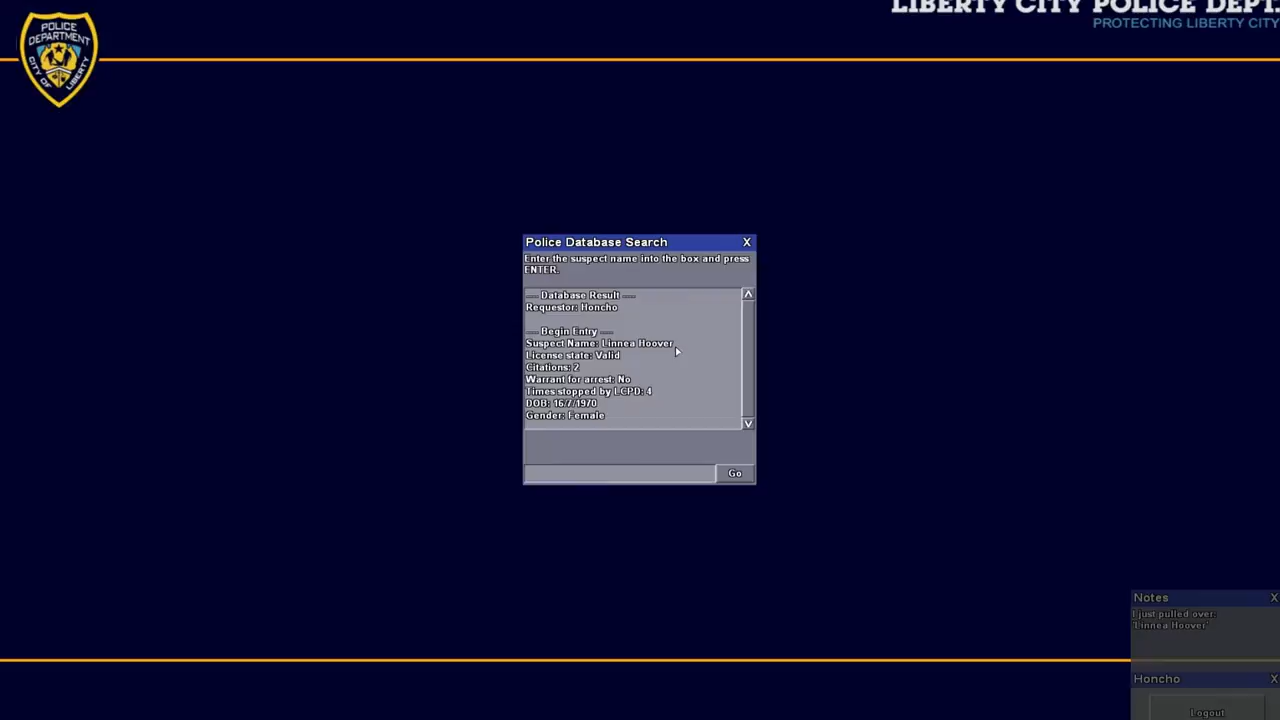 LIBERTY CITY POLICE DEPT.
PROTECTING LIBERTY CITY
POLICE
DEPARTMENT
CITY OF LIBERTY
Police Database Search X
Enter the suspect name into the box and press
ENTER.
---- Database Result ----
Requestor: Honcho
---- Begin Entry ----
Suspect Name: Linnea Hoover
License state: Valid
Citations: 2
Warrant for arrest: No
Times stopped by LCPD: 4
DOB: 16/7/1970
Gender: Female
Go
Notes X
I just pulled over:
'Linnea Hoover'
Honcho X
Logout